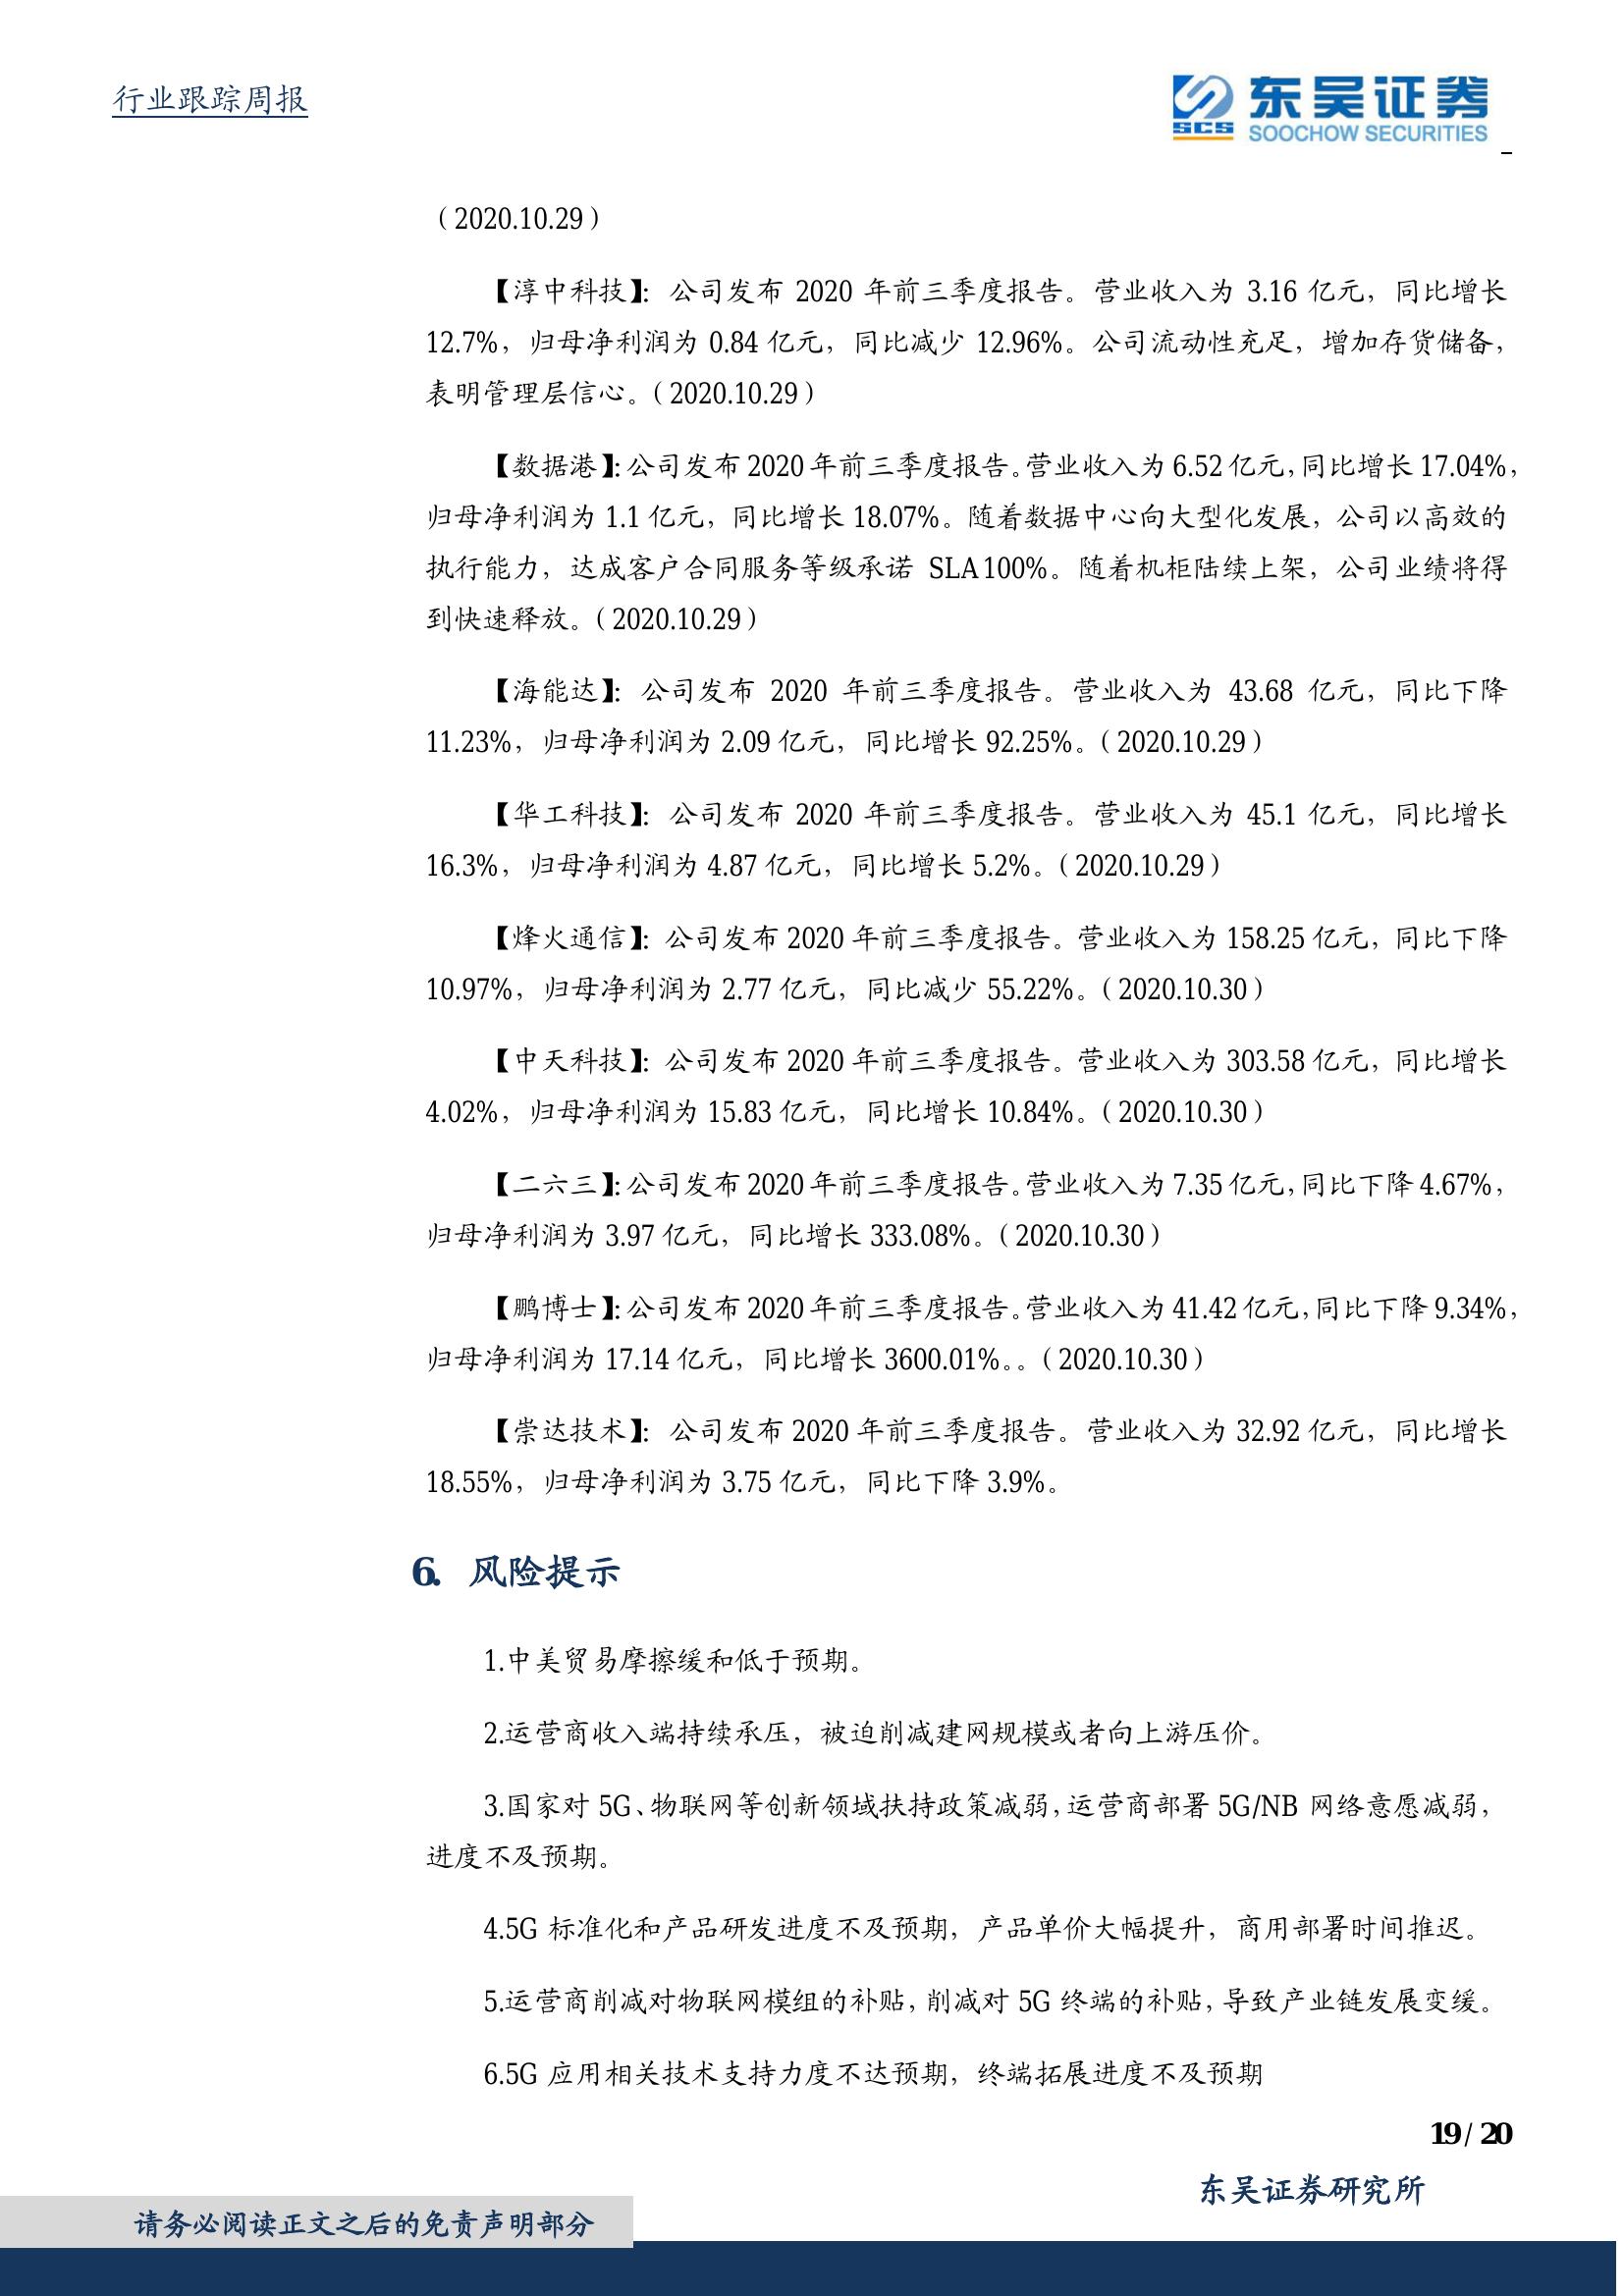 行业跟踪周报
东吴证券
SCS
SOOCHOW SECURITIES
（2020.10.29）
【淳中科技】：公司发布 2020 年前三季度报告。营业收入为 3.16 亿元，同比增长
12.7%，归母净利润为 0.84 亿元，同比减少 12.96%。公司流动性充足，增加存货储备，
表明管理层信心。（2020.10.29）
【数据港】：公司发布 2020 年前三季度报告。营业收入为 6.52 亿元，同比增长 17.04%，
归母净利润为 1.1 亿元，同比增长 18.07%。随着数据中心向大型化发展，公司以高效的
执行能力，达成客户合同服务等级承诺 SLA 100%。随着机柜陆续上架，公司业绩将得
到快速释放。（2020.10.29）
【海能达】：公司发布 2020 年前三季度报告。营业收入为 43.68 亿元，同比下降
11.23%，归母净利润为 2.09 亿元，同比增长 92.25%。（2020.10.29）
【华工科技】：公司发布 2020 年前三季度报告。营业收入为 45.1 亿元，同比增长
16.3%，归母净利润为 4.87 亿元，同比增长 5.2%。（2020.10.29）
【烽火通信】：公司发布 2020 年前三季度报告。营业收入为 158.25 亿元，同比下降
10.97%，归母净利润为 2.77 亿元，同比减少 55.22%。（2020.10.30）
【中天科技】：公司发布 2020 年前三季度报告。营业收入为 303.58 亿元，同比增长
4.02%，归母净利润为 15.83 亿元，同比增长 10.84%。（2020.10.30）
【二六三】：公司发布 2020 年前三季度报告。营业收入为 7.35 亿元，同比下降 4.67%，
归母净利润为 3.97 亿元，同比增长 333.08%。（2020.10.30）
【鹏博士】：公司发布 2020 年前三季度报告。营业收入为 41.42 亿元，同比下降 9.34%，
归母净利润为 17.14 亿元，同比增长 3600.01%。。（2020.10.30）
【崇达技术】：公司发布 2020 年前三季度报告。营业收入为 32.92 亿元，同比增长
18.55%，归母净利润为 3.75 亿元，同比下降 3.9%。
6. 风险提示
1.中美贸易摩擦缓和低于预期。
2.运营商收入端持续承压，被迫削减建网规模或者向上游压价。
3.国家对 5G、物联网等创新领域扶持政策减弱，运营商部署 5G/NB 网络意愿减弱，
进度不及预期。
4.5G 标准化和产品研发进度不及预期，产品单价大幅提升，商用部署时间推迟。
5.运营商削减对物联网模组的补贴，削减对 5G 终端的补贴，导致产业链发展变缓。
6.5G 应用相关技术支持力度不达预期，终端拓展进度不及预期
19 / 20
东吴证券研究所
请务必阅读正文之后的免责声明部分